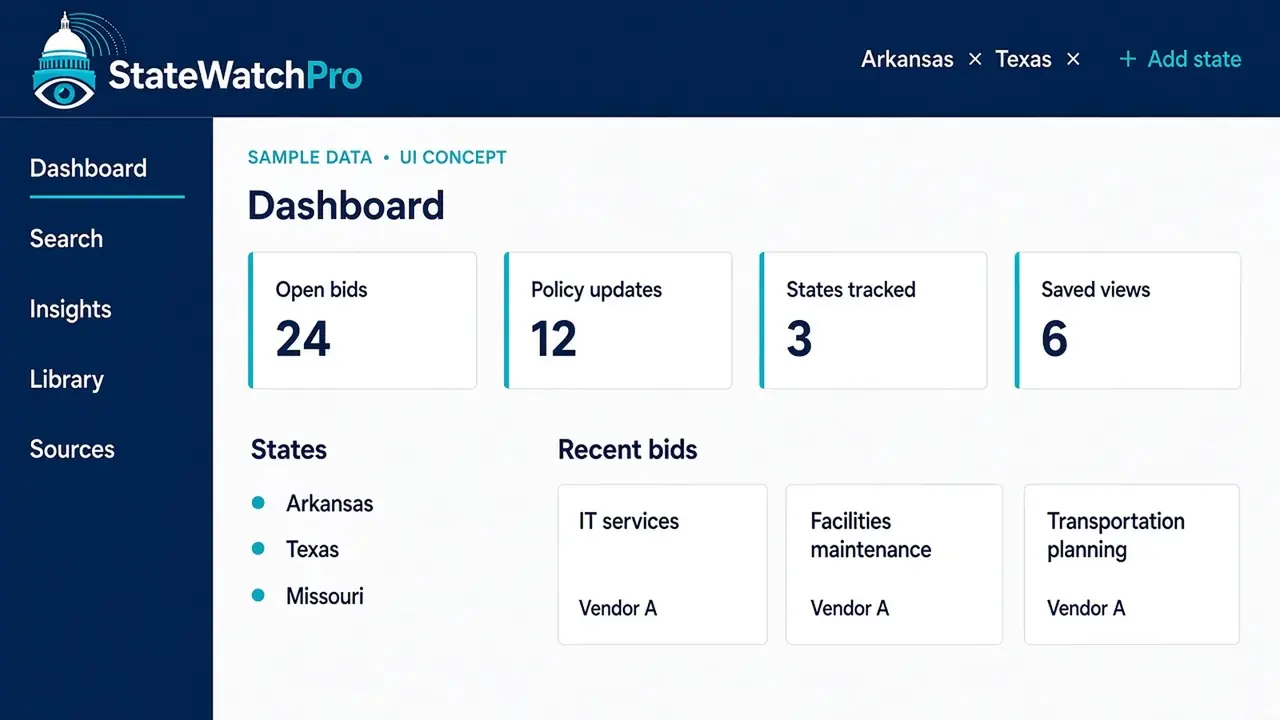 StateWatchPro
Arkansas × Texas × + Add state
Dashboard
Search
Insights
Library
Sources
SAMPLE DATA • UI CONCEPT
Dashboard
Open bids
24
Policy updates
12
States tracked
3
Saved views
6
States
Arkansas
Texas
Missouri
Recent bids
IT services
Vendor A
Facilities
maintenance
Vendor A
Transportation
planning
Vendor A